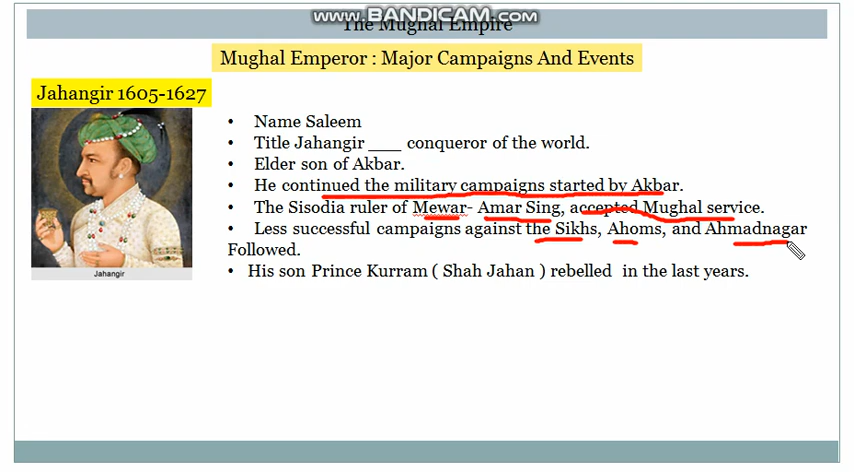 www.BANDICAM.com
The Mughal Empire
Mughal Emperor : Major Campaigns And Events
Jahangir 1605-1627
• Name Saleem
• Title Jahangir ___ conqueror of the world.
• Elder son of Akbar.
• He continued the military campaigns started by Akbar.
• The Sisodia ruler of Mewar- Amar Sing, accepted Mughal service.
• Less successful campaigns against the Sikhs, Ahoms, and Ahmadnagar
Followed.
• His son Prince Kurram ( Shah Jahan ) rebelled in the last years.
Jahangir